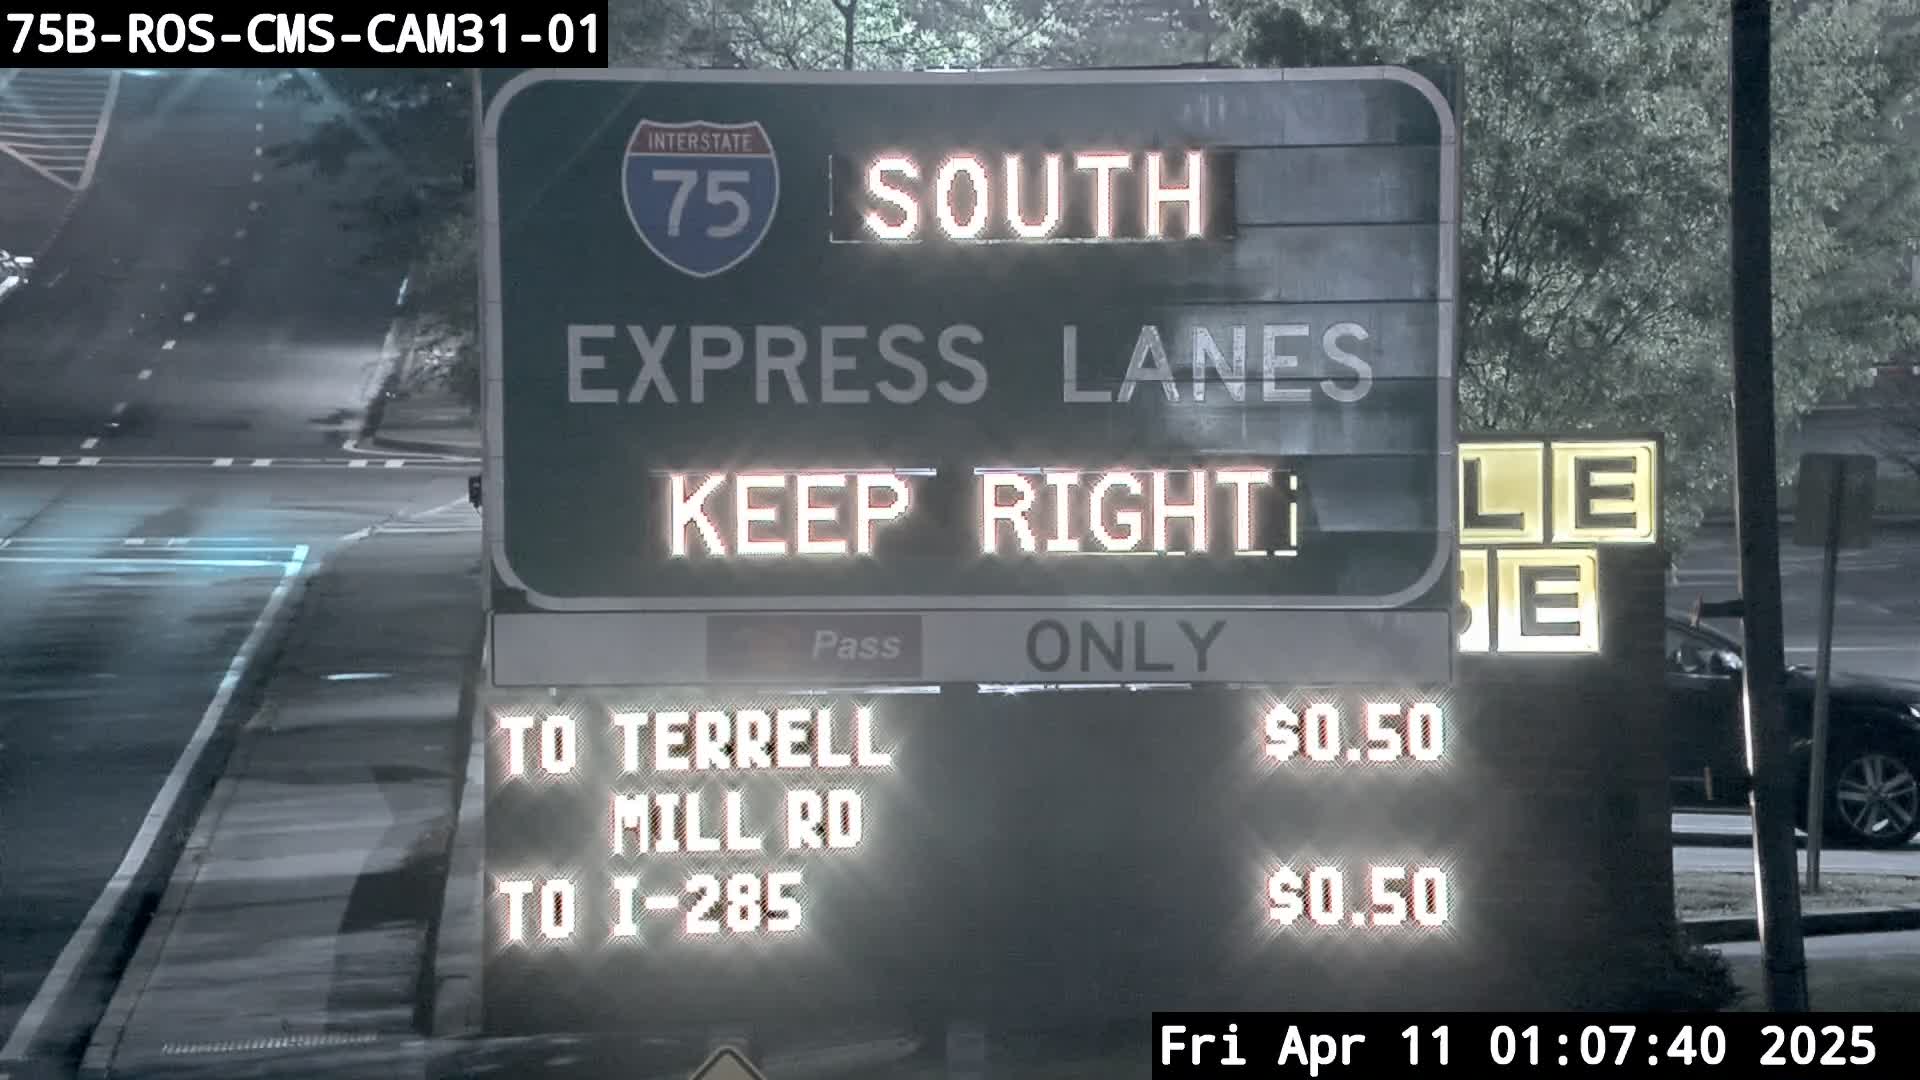 75B-ROS-CMS-CAM31-01
INTERSTATE
75
SOUTH
EXPRESS LANES
KEEP RIGHT
Pass ONLY
LE
E
TO TERRELL $0.50
MILL RD
TO I-285 $0.50
Fri Apr 11 01:07:40 2025